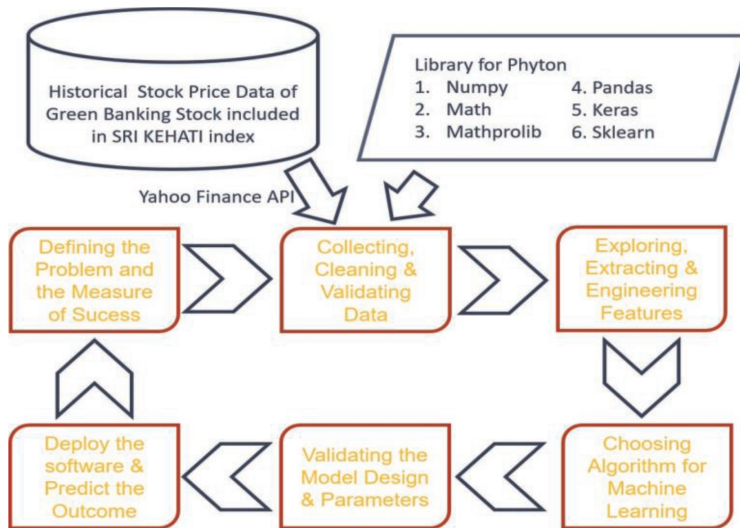 Historical Stock Price Data of
Green Banking Stock included
in SRI KEHATI index
Library for Phyton
1. Numpy
2. Math
3. Mathprolib
4. Pandas
5. Keras
6. Sklearn
Yahoo Finance API
Defining the
Problem and
the Measure
of Sucess
Collecting,
Cleaning &
Validating
Data
Exploring,
Extracting &
Engineering
Features
Choosing
Algorithm for
Machine
Learning
Validating the
Model Design
& Parameters
Deploy the
software &
Predict the
Outcome